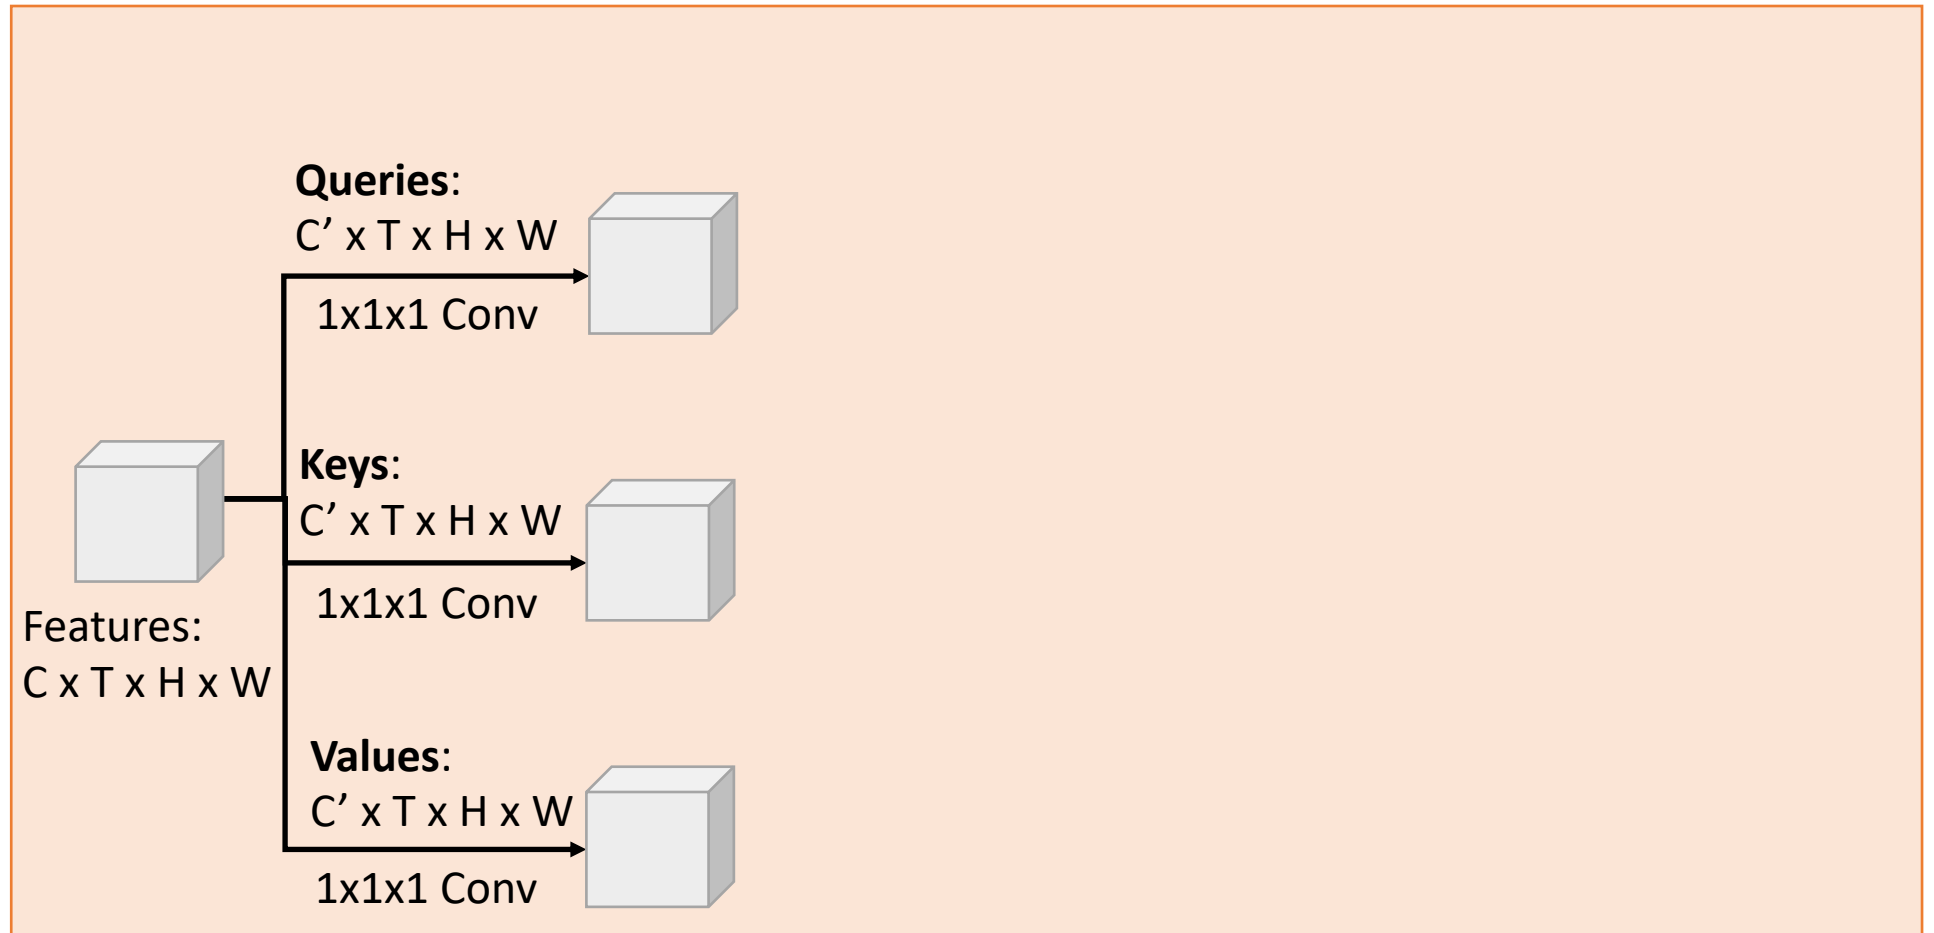 Queries:
C’ x T x H x W
1x1x1 Conv
Keys:
C’ x T x H x W
1x1x1 Conv
Features:
C x T x H x W
Values:
C’ x T x H x W
1x1x1 Conv